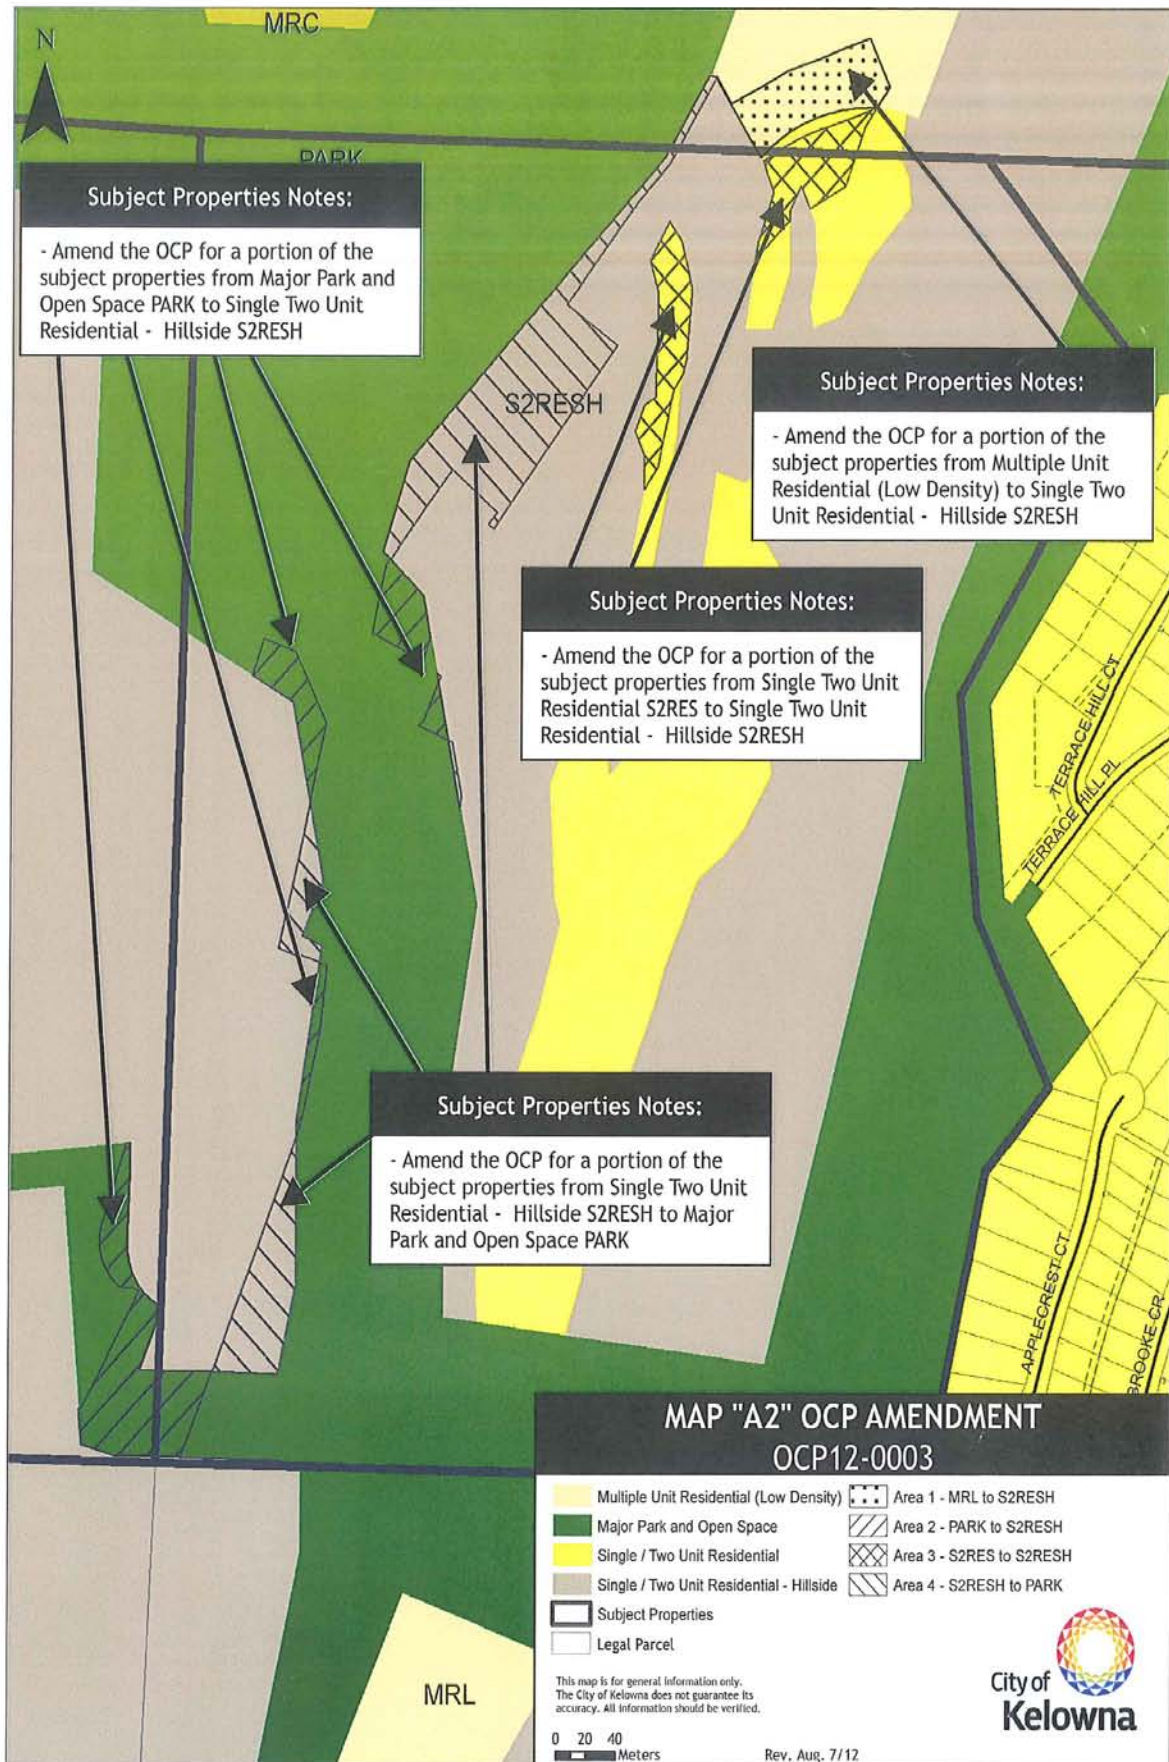 MRC
N
PARK
Subject Properties Notes:
- Amend the OCP for a portion of the
subject properties from Major Park and
Open Space PARK to Single Two Unit
Residential - Hillside S2RESH
S2RESH
Subject Properties Notes:
- Amend the OCP for a portion of the
subject properties from Multiple Unit
Residential (Low Density) to Single Two
Unit Residential - Hillside S2RESH
Subject Properties Notes:
- Amend the OCP for a portion of the
subject properties from Single Two Unit
Residential S2RES to Single Two Unit
Residential - Hillside S2RESH
TERRACE HILL CT
TERRACE HILL PL
Subject Properties Notes:
- Amend the OCP for a portion of the
subject properties from Single Two Unit
Residential - Hillside S2RESH to Major
Park and Open Space PARK
APPLECREST CT
BROOKE CR
MRL
MAP "A2" OCP AMENDMENT
OCP12-0003
Multiple Unit Residential (Low Density)
Major Park and Open Space
Single / Two Unit Residential
Single / Two Unit Residential - Hillside
Subject Properties
Legal Parcel
Area 1 - MRL to S2RESH
Area 2 - PARK to S2RESH
Area 3 - S2RES to S2RESH
Area 4 - S2RESH to PARK
This map is for general information only.
The City of Kelowna does not guarantee its
accuracy. All information should be verified.
0 20 40
Meters
Rev. Aug. 7/12
City of
Kelowna